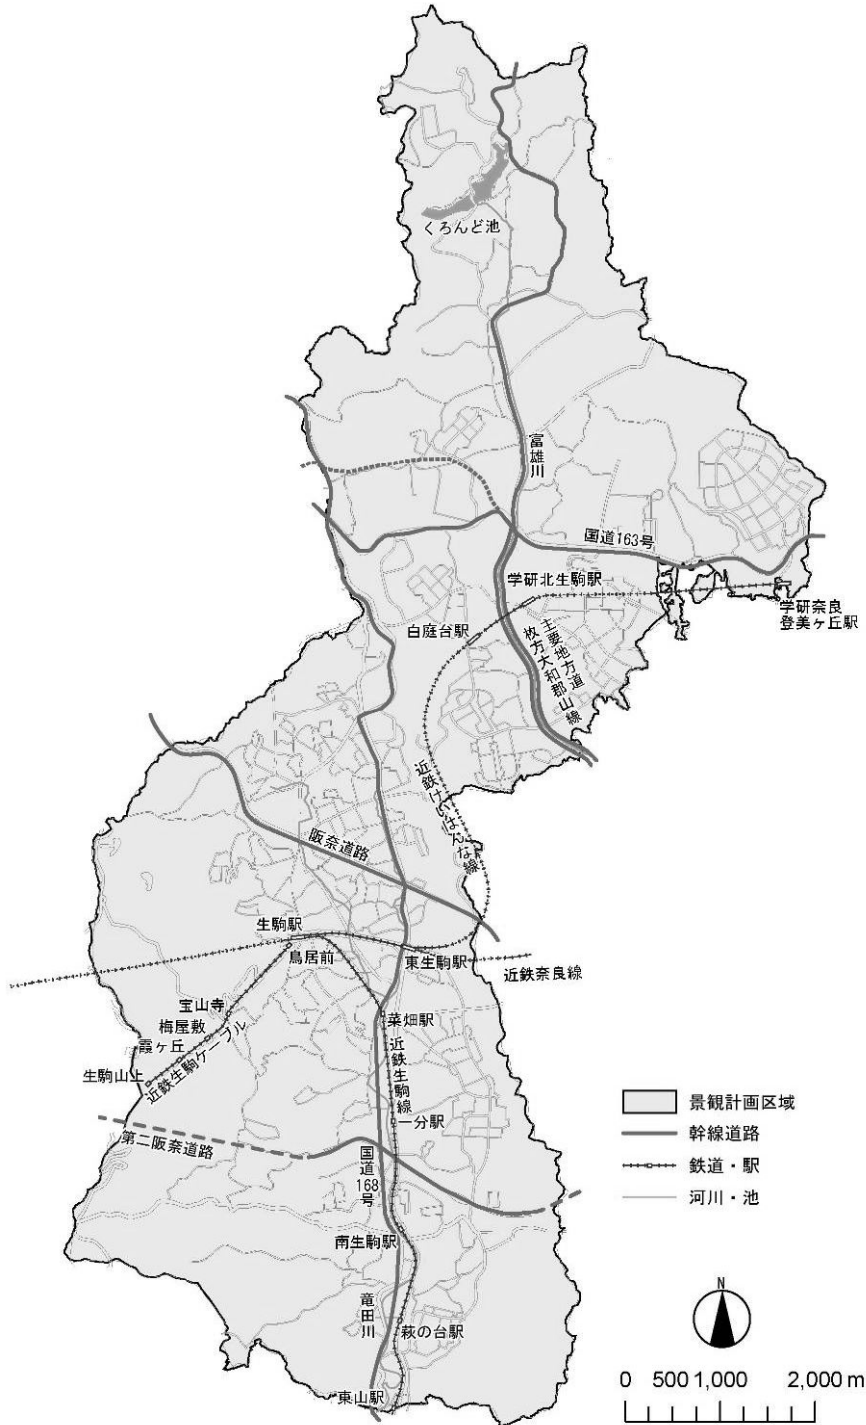 くろんど池
富雄川
国道163号
学研北生駒駅
学研奈良
登美ヶ丘駅
白庭台駅
主要地方道
枚方大和郡山線
近鉄けいはんな線
阪奈道路
生駒駅
鳥居前
東生駒駅
近鉄奈良線
宝山寺
梅屋敷
霞ヶ丘
生駒山上
近鉄生駒ケーブル
菜畑駅
近鉄生駒線
一分駅
第二阪奈道路
国道168号
南生駒駅
竜田川
萩の台駅
東山駅
景観計画区域
幹線道路
鉄道・駅
河川・池
N
0 500 1,000 2,000 m